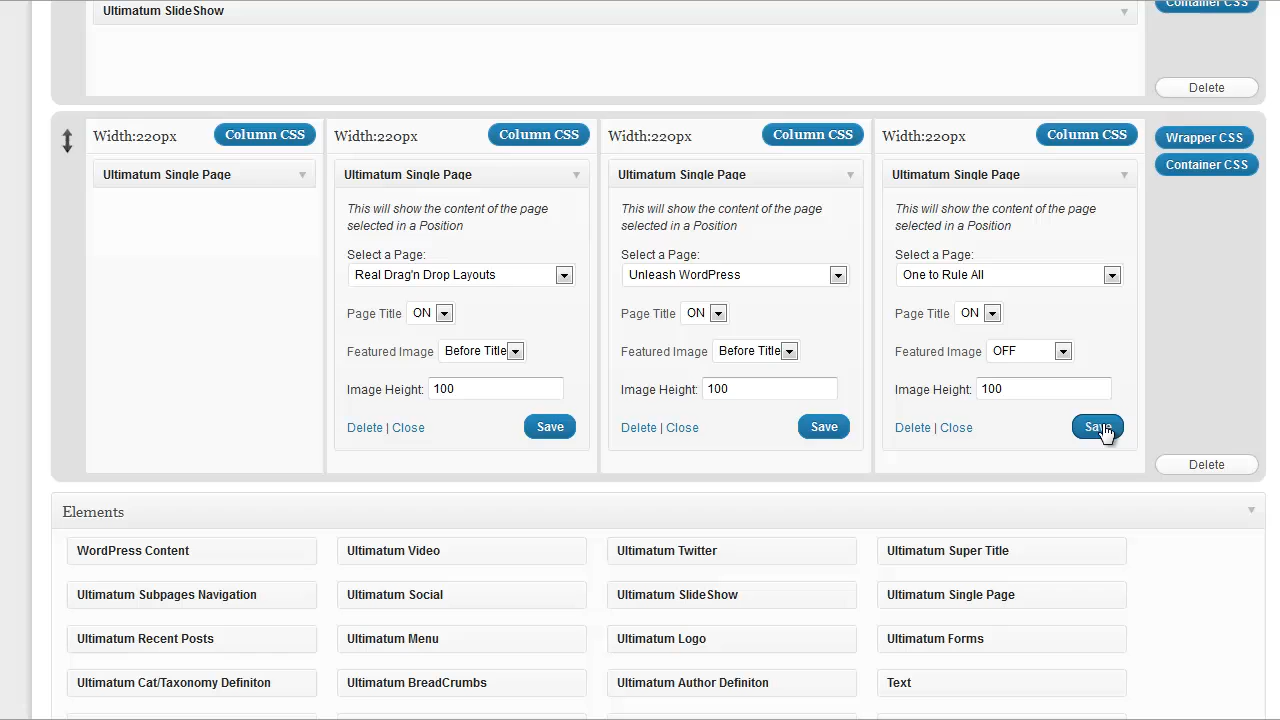 Ultimatum SlideShow
Container CSS
Delete
Width:220px
Column CSS
Width:220px
Column CSS
Width:220px
Column CSS
Width:220px
Column CSS
Wrapper CSS
Container CSS
Ultimatum Single Page
Ultimatum Single Page
This will show the content of the page
selected in a Position
Select a Page:
Real Drag'n Drop Layouts
Page Title ON
Featured Image Before Title
Image Height: 100
Delete | Close
Save
Ultimatum Single Page
This will show the content of the page
selected in a Position
Select a Page:
Unleash WordPress
Page Title ON
Featured Image Before Title
Image Height: 100
Delete | Close
Save
Ultimatum Single Page
This will show the content of the page
selected in a Position
Select a Page:
One to Rule All
Page Title ON
Featured Image OFF
Image Height: 100
Delete | Close
Save
Delete
Elements
WordPress Content
Ultimatum Video
Ultimatum Twitter
Ultimatum Super Title
Ultimatum Subpages Navigation
Ultimatum Social
Ultimatum SlideShow
Ultimatum Single Page
Ultimatum Recent Posts
Ultimatum Menu
Ultimatum Logo
Ultimatum Forms
Ultimatum Cat/Taxonomy Definiton
Ultimatum BreadCrumbs
Ultimatum Author Definiton
Text